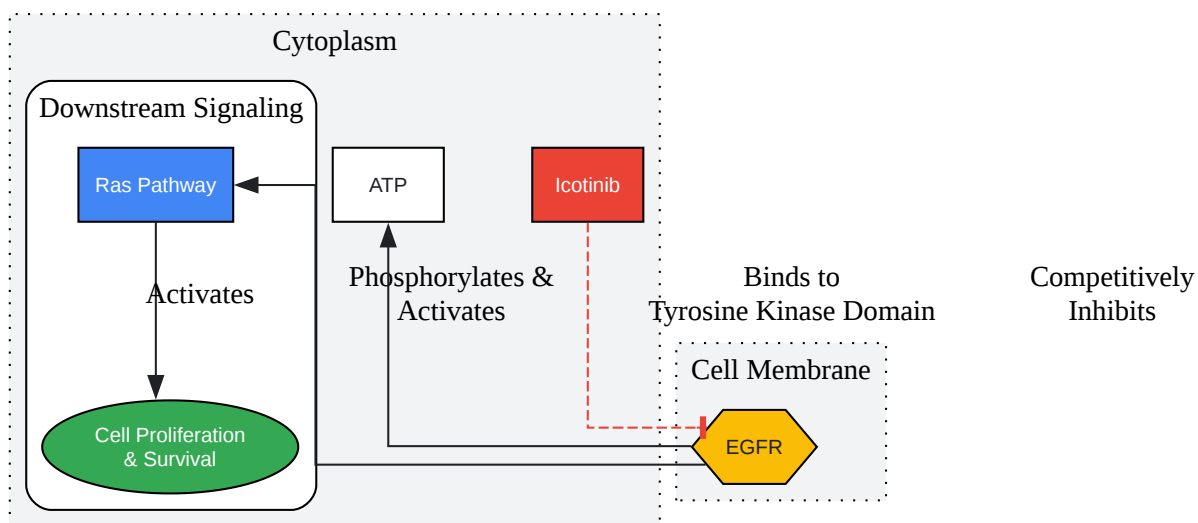 Cytoplasm
Downstream Signaling
Ras Pathway
ATP
Icotinib
Activates
Phosphorylates &
Activates
Binds to
Tyrosine Kinase Domain
Competitively
Inhibits
Cell Membrane
Cell Proliferation
& Survival
EGFR